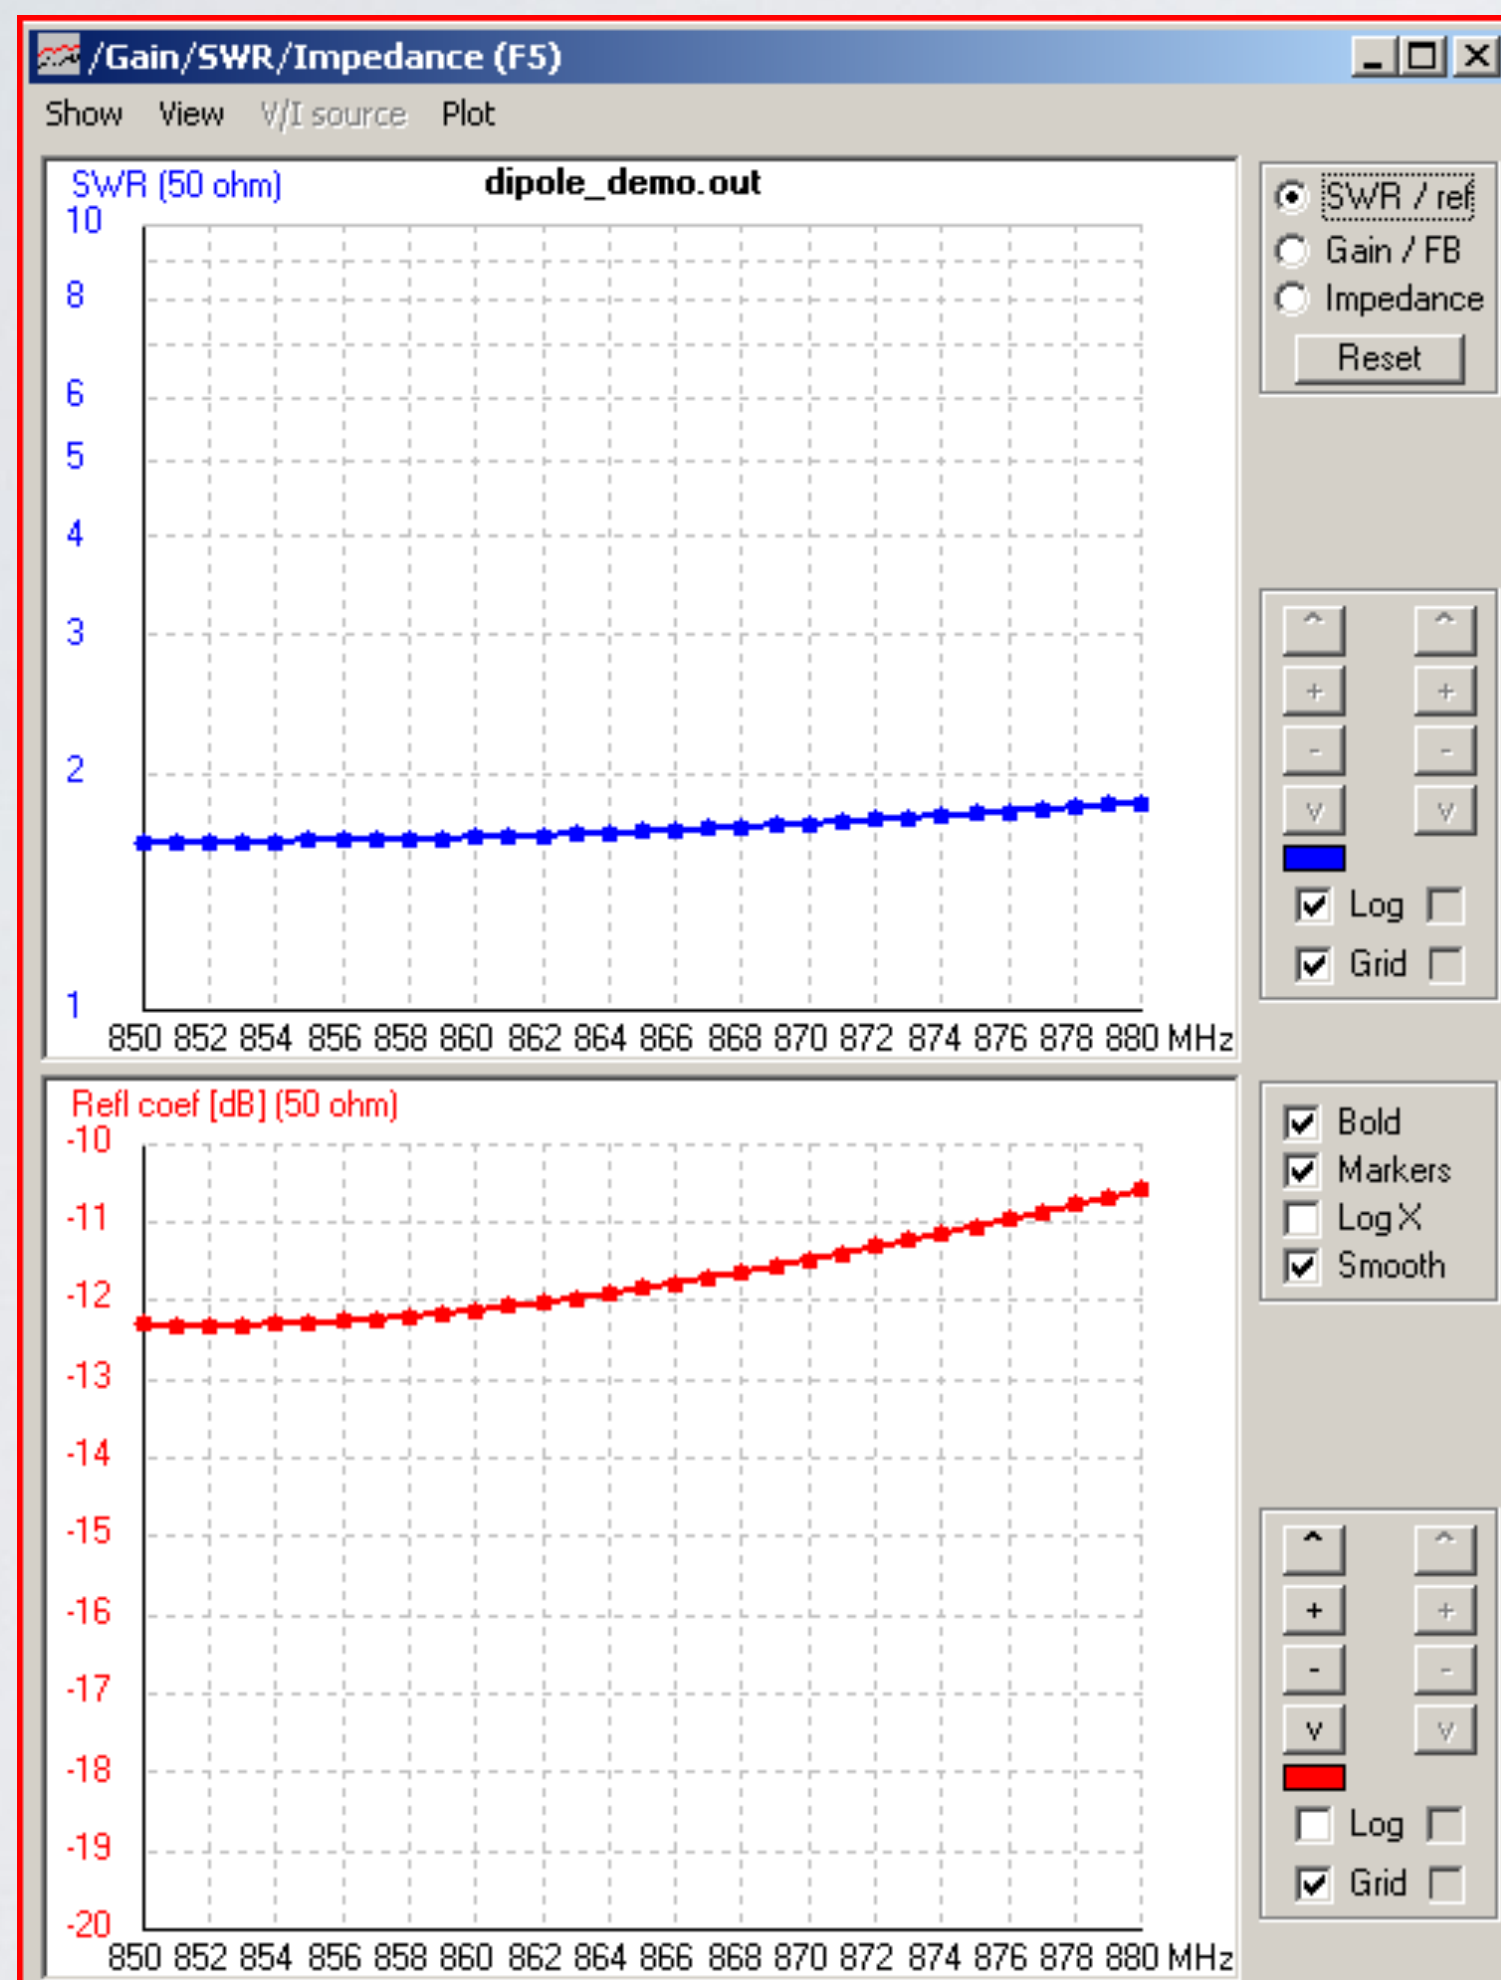 /Gain/SWR/Impedance (F5)
Show View V/I source Plot
SWR (50 ohm) dipole_demo.out
10
8
6
5
4
3
2
1
850 852 854 856 858 860 862 864 866 868 870 872 874 876 878 880 MHz
SWR / ref
Gain / FB
Impedance
Reset
^ ^
+ +
- -
v v
Log
Grid
Refl coef [dB] (50 ohm)
-10
-11
-12
-13
-14
-15
-16
-17
-18
-19
-20
850 852 854 856 858 860 862 864 866 868 870 872 874 876 878 880 MHz
Bold
Markers
Log X
Smooth
^ ^
+ +
- -
v v
Log
Grid